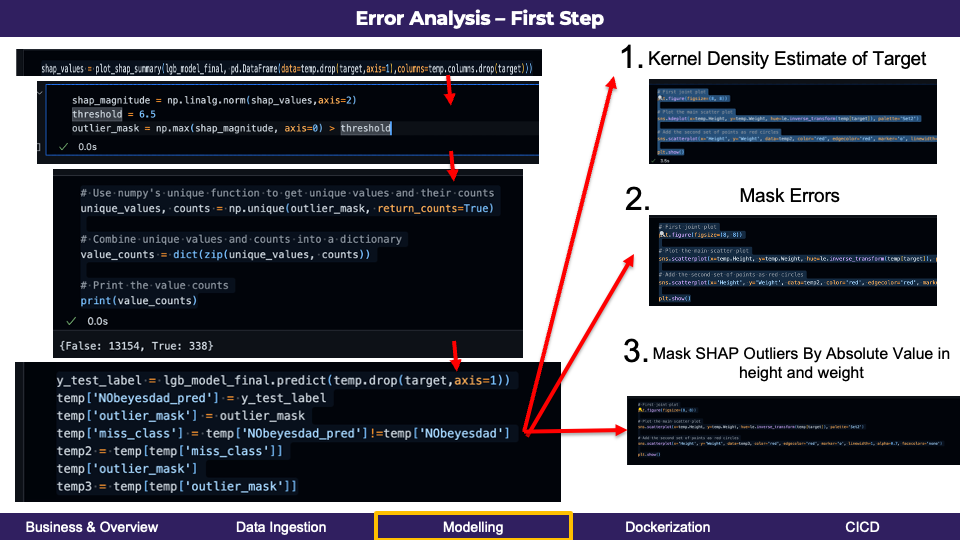 Error Analysis – First Step
shap_values = plot_shap_summary(lgb_model_final, pd.DataFrame(data=temp.drop(target,axis=1),columns=temp.columns.drop(target)))
shap_magnitude = np.linalg.norm(shap_values,axis=2)
threshold = 6.5
outlier_mask = np.max(shap_magnitude, axis=0) > threshold
0.0s
# Use numpy's unique function to get unique values and their counts
unique_values, counts = np.unique(outlier_mask, return_counts=True)
# Combine unique values and counts into a dictionary
value_counts = dict(zip(unique_values, counts))
# Print the value counts
print(value_counts)
0.0s
{False: 13154, True: 338}
y_test_label = lgb_model_final.predict(temp.drop(target,axis=1))
temp['NObeyesdad_pred'] = y_test_label
temp['outlier_mask'] = outlier_mask
temp['miss_class'] = temp['NObeyesdad_pred']!=temp['NObeyesdad']
temp2 = temp[temp['miss_class']]
temp['outlier_mask']
temp3 = temp[temp['outlier_mask']]
1. Kernel Density Estimate of Target
# First joint plot
plt.figure(figsize=(8, 8))
# Plot the main scatter plot
sns.kdeplot(x=temp.Height, y=temp.Weight, hue=le.inverse_transform(temp[target]), palette='Set2')
# Add the second set of points as red circles
sns.scatterplot(x='Height', y='Weight', data=temp2, color='red', edgecolor='red', marker='o', linewidth=
plt.show()
2. Mask Errors
# First joint plot
plt.figure(figsize=(8, 8))
# Plot the main scatter plot
sns.scatterplot(x=temp.Height, y=temp.Weight, hue=le.inverse_transform(temp[target]),
# Add the second set of points as red circles
sns.scatterplot(x='Height', y='Weight', data=temp2, color='red', edgecolor='red',
plt.show()
3. Mask SHAP Outliers By Absolute Value in
height and weight
# First joint plot
plt.figure(figsize=(8, 8))
# Plot the main scatter plot
sns.scatterplot(x=temp.Height, y=temp.Weight, hue=le.inverse_transform(temp[target]), palette='Set2')
# Add the second set of points as red circles
sns.scatterplot(x='Height', y='Weight', data=temp3, color='red', edgecolor='red', marker='o', linewidth=1, alpha=0.7, facecolor='none')
plt.show()
Business & Overview
Data Ingestion
Modelling
Dockerization
CICD